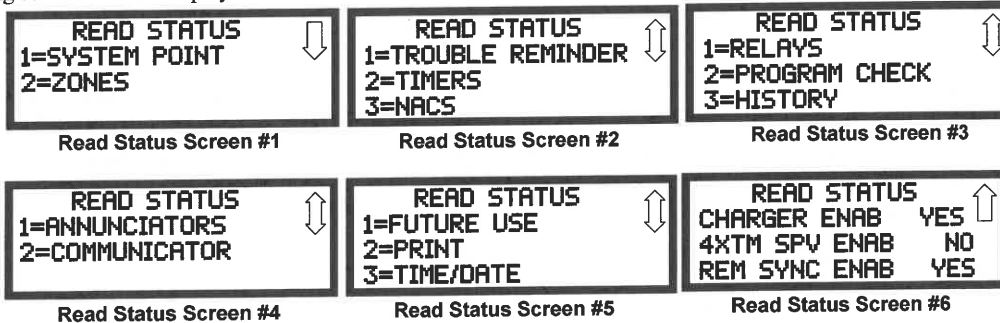 READ STATUS
1=SYSTEM POINT
2=ZONES
Read Status Screen #1
READ STATUS
1=TROUBLE REMINDER
2=TIMERS
3=NACS
Read Status Screen #2
READ STATUS
1=RELAYS
2=PROGRAM CHECK
3=HISTORY
Read Status Screen #3
READ STATUS
1=ANNUNCIATORS
2=COMMUNICATOR
Read Status Screen #4
READ STATUS
1=FUTURE USE
2=PRINT
3=TIME/DATE
Read Status Screen #5
READ STATUS
CHARGER ENAB YES
4XTM SPV ENAB NO
REM SYNC ENAB YES
Read Status Screen #6